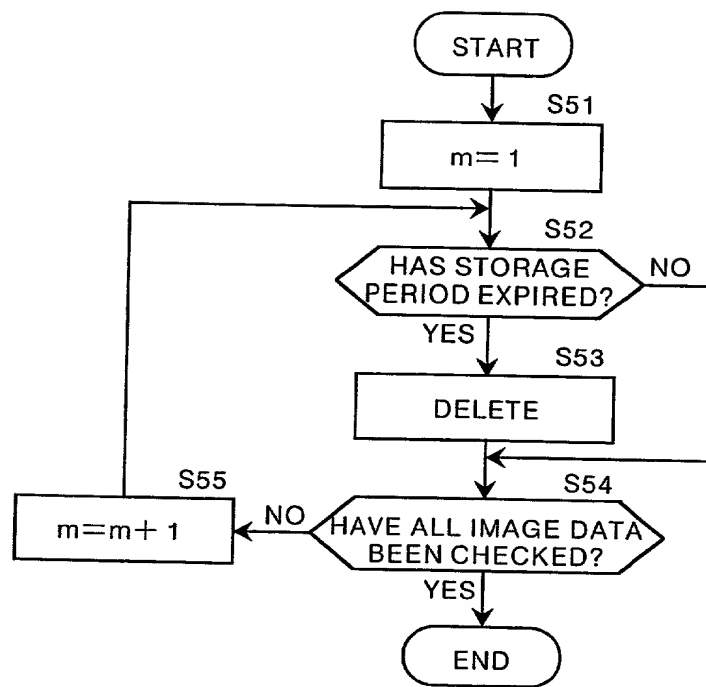 START
S51
m=1
S52
HAS STORAGE
PERIOD EXPIRED?
NO
YES
S53
DELETE
S54
HAVE ALL IMAGE DATA
BEEN CHECKED?
NO
S55
m=m+1
YES
END